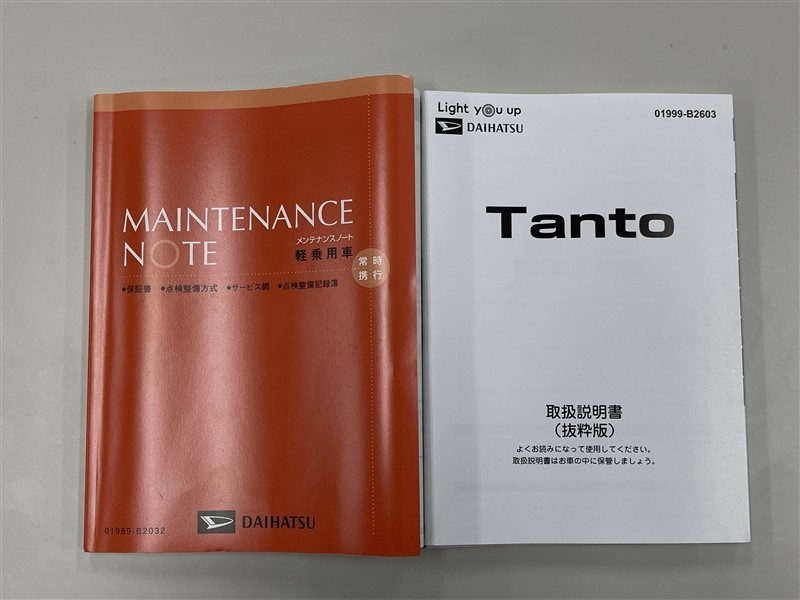 MAINTENANCE
NOTE
メンテナンスノート
軽乗用車
常時
携行
●保証書 ●点検整備方式 ●サービス網 ●点検整備記録簿
DAIHATSU
01989-B2032
Light you up
DAIHATSU
01999-B2603
Tanto
取扱説明書
(抜粋版)
よくお読みになって使用してください。
取扱説明書はお車の中に保管しましょう。